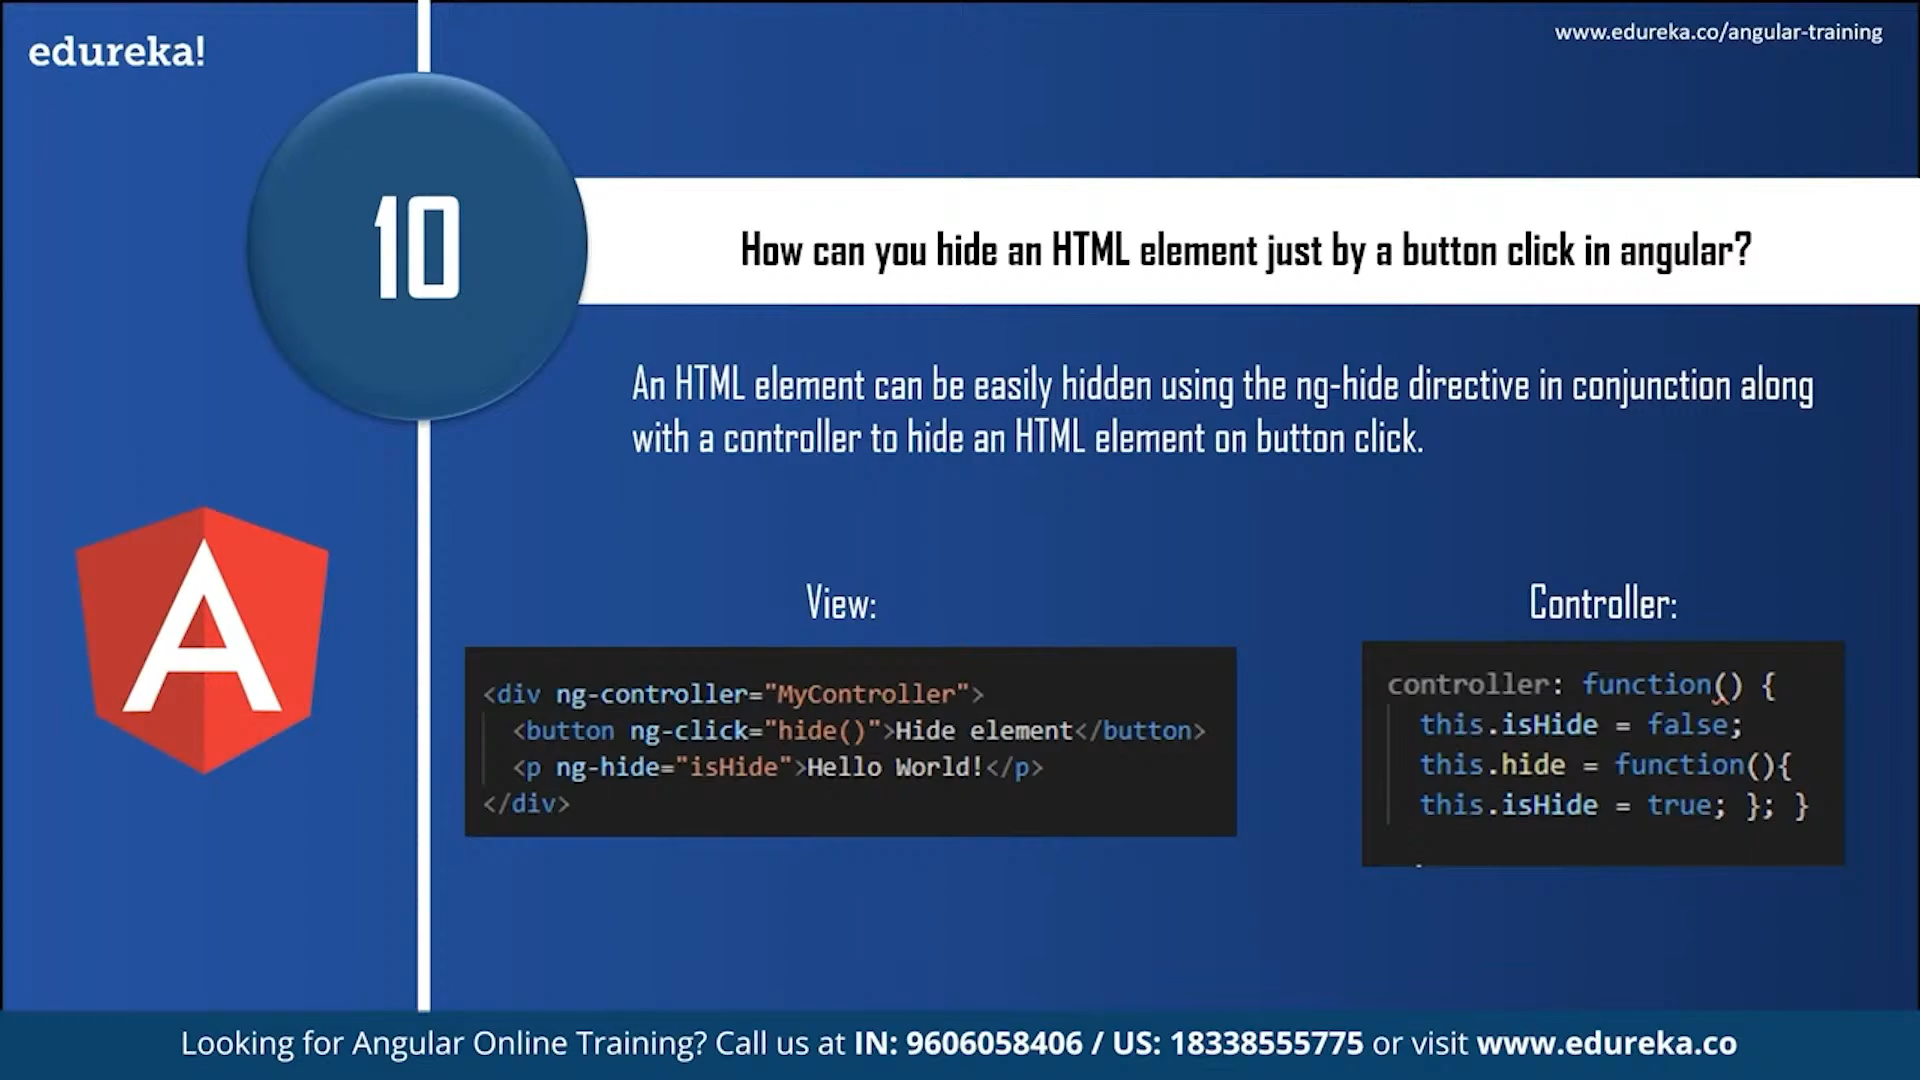 edureka!
www.edureka.co/angular-training
10
How can you hide an HTML element just by a button click in angular?
An HTML element can be easily hidden using the ng-hide directive in conjunction along
with a controller to hide an HTML element on button click.
View:
<div ng-controller="MyController">
<button ng-click="hide()">Hide element</button>
<p ng-hide="isHide">Hello World!</p>
</div>
Controller:
controller: function() {
this.isHide = false;
this.hide = function(){
this.isHide = true; }; }
A
Looking for Angular Online Training? Call us at IN: 9606058406 / US: 18338555775 or visit www.edureka.co